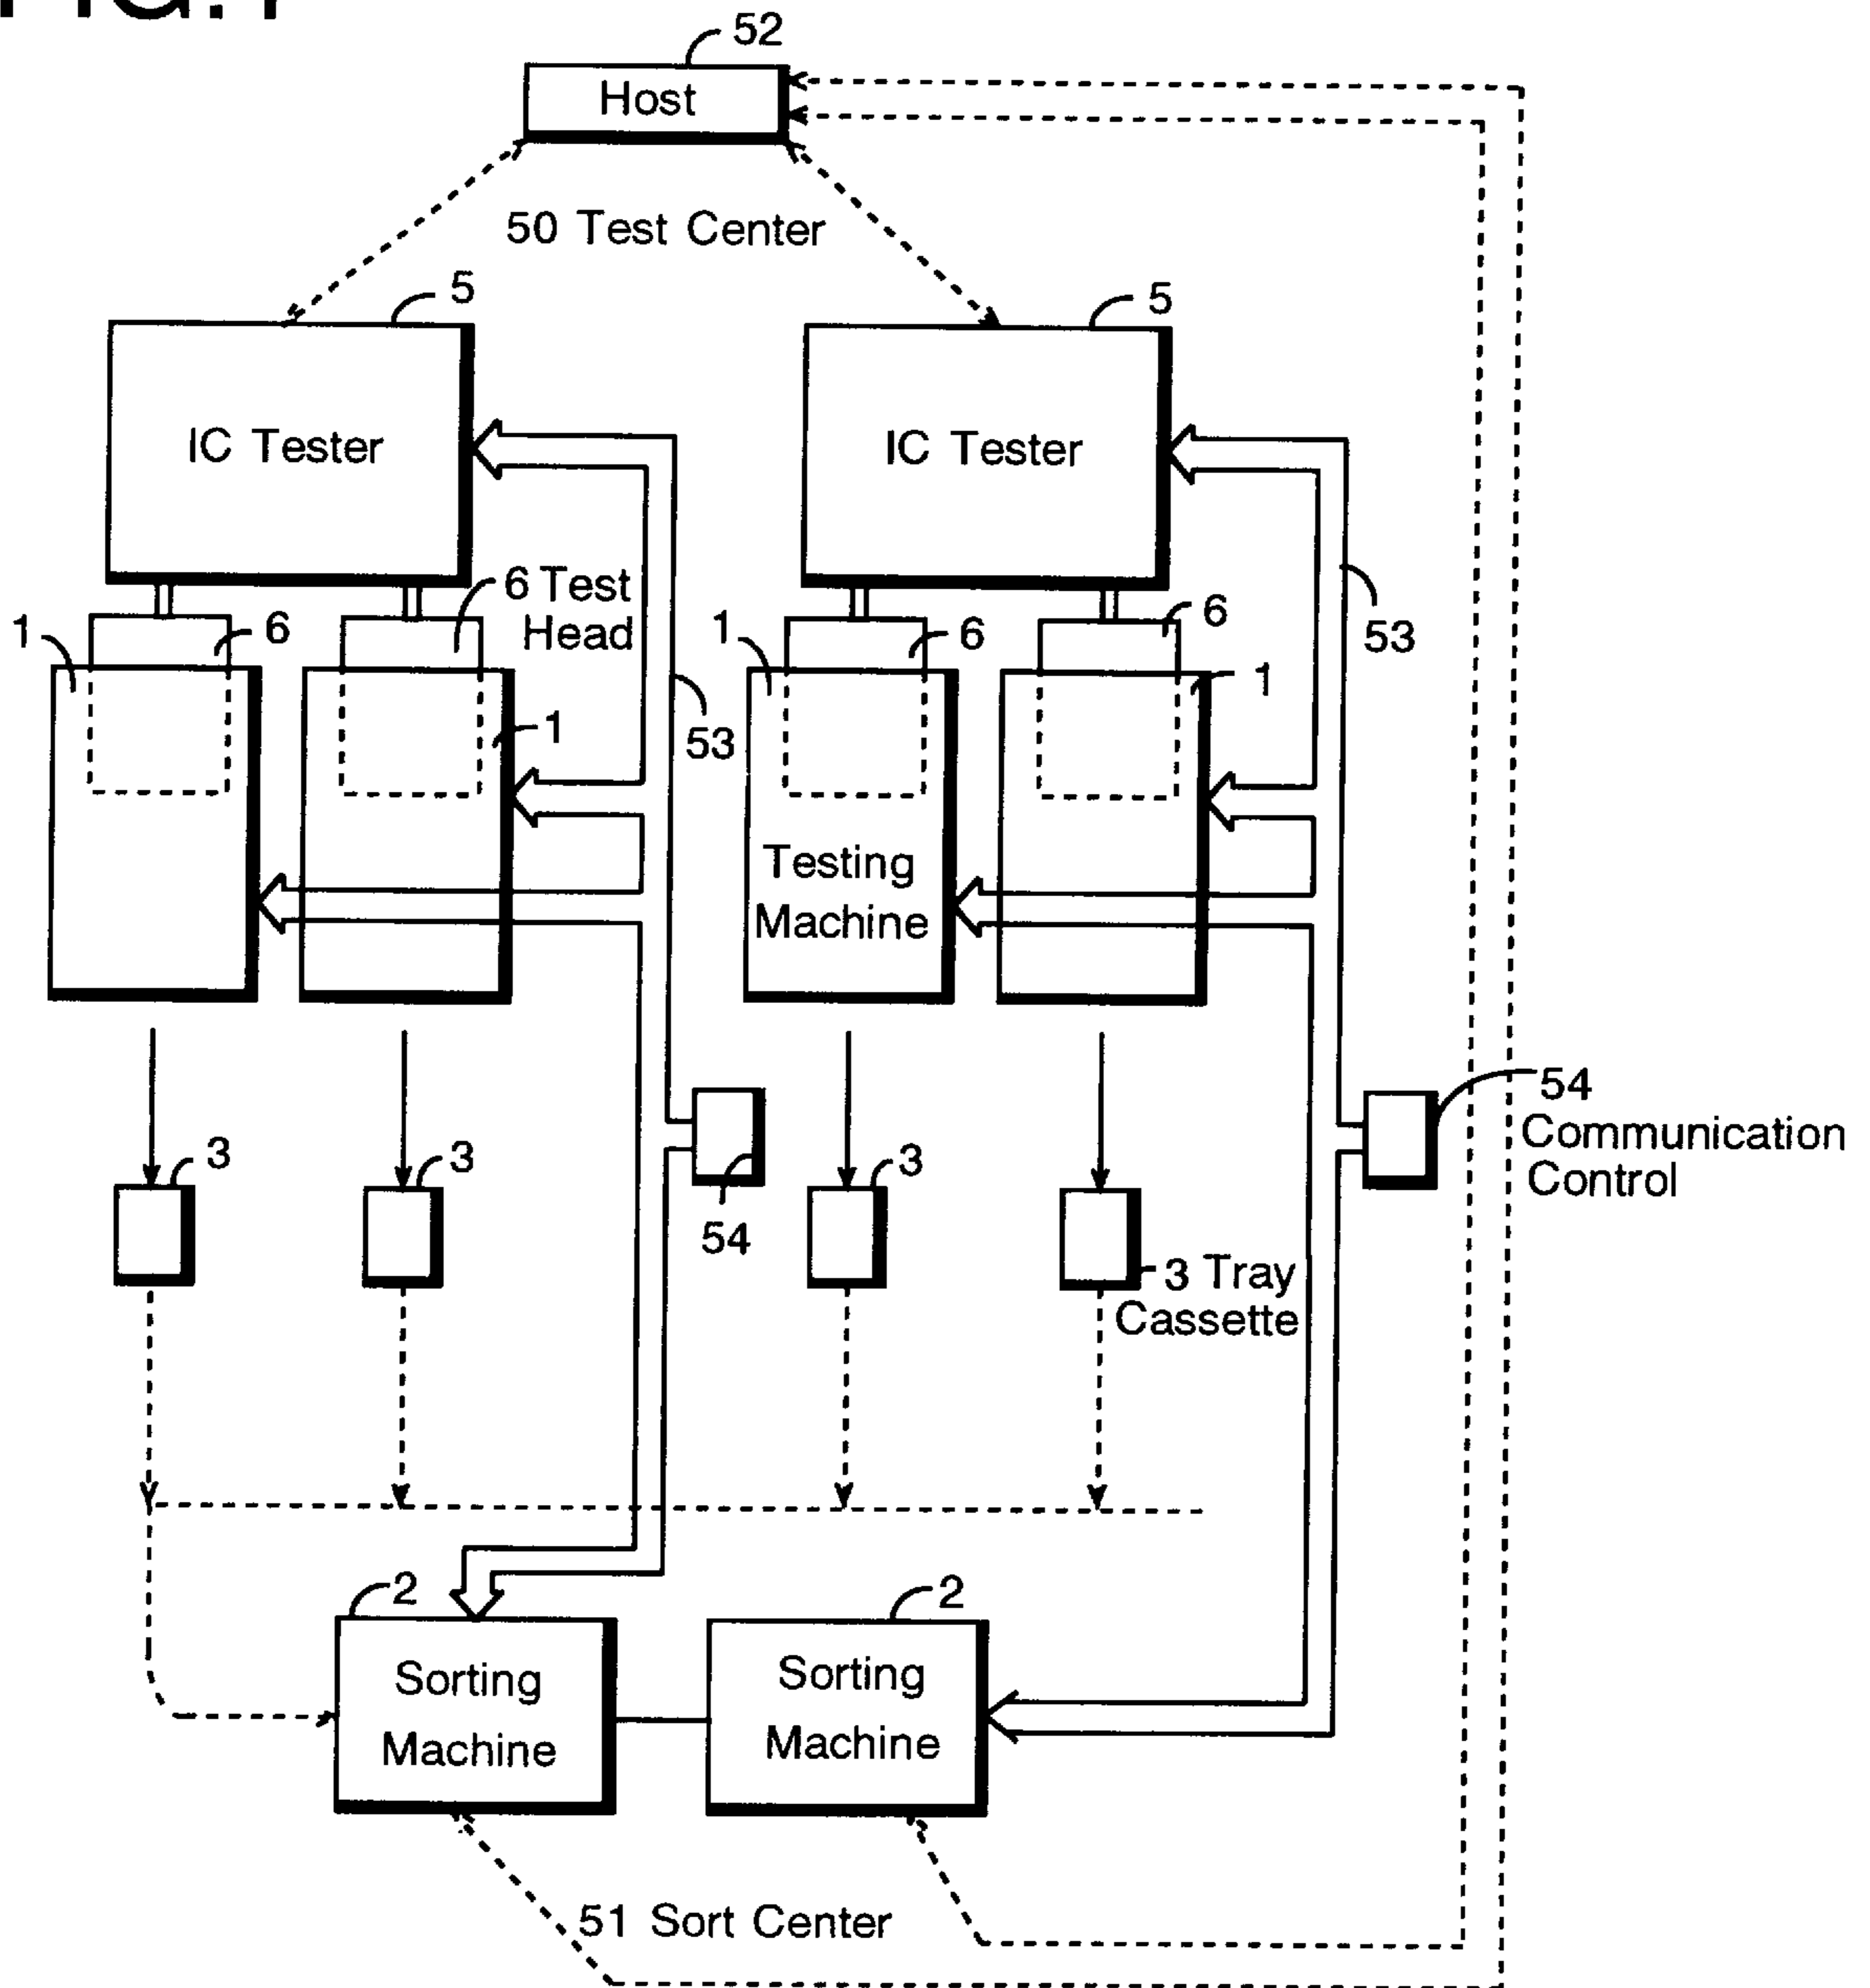 52
Host
50 Test Center
5
5
IC Tester
IC Tester
6 Test
Head
1
6
1
6
6
1
53
1
53
1
Testing
Machine
54
Communication
Control
3
3
54
3
3 Tray
Cassette
2
2
Sorting
Machine
Sorting
Machine
51 Sort Center